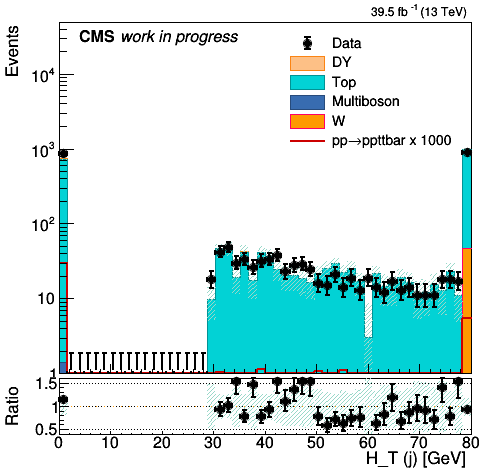 39.5 fb⁻¹ (13 TeV)
CMS work in progress
Events
Data
DY
Top
Multiboson
W
pp→ppttbar x 1000
10⁴
10³
10²
10
1
Ratio
1.5
1
0.5
0 10 20 30 40 50 60 70 80
H_T (j) [GeV]